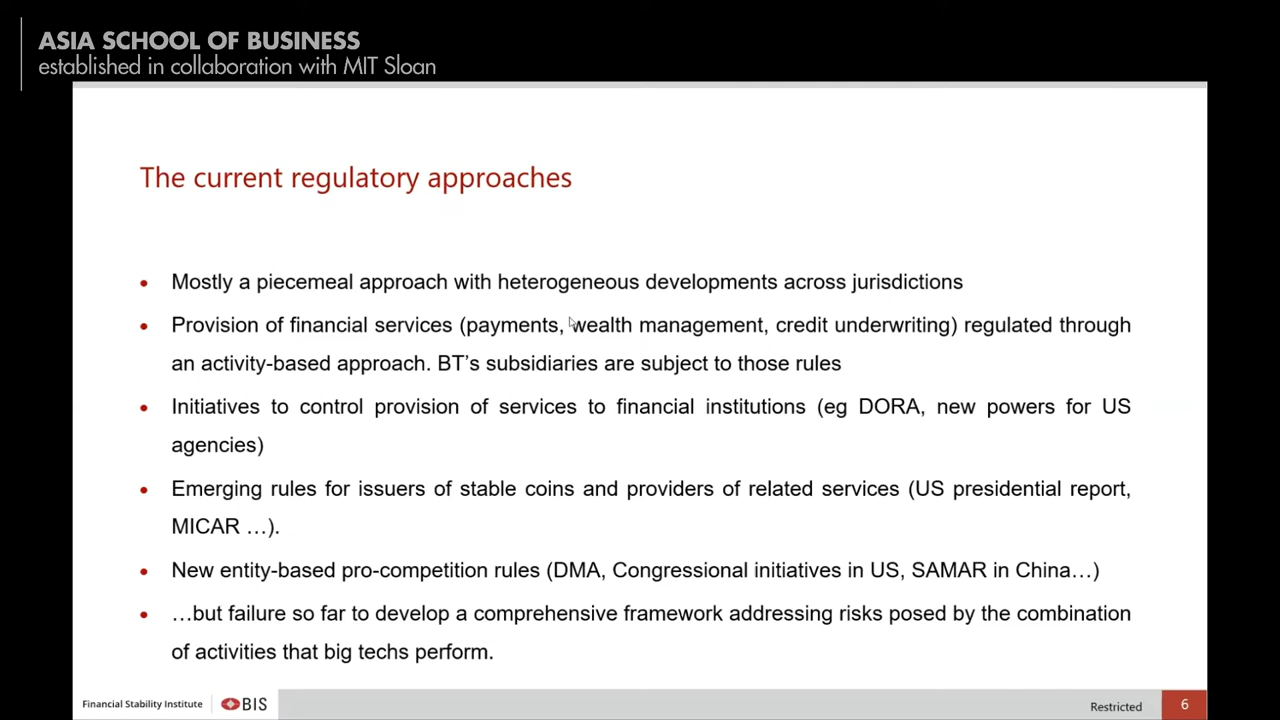 ASIA SCHOOL OF BUSINESS
established in collaboration with MIT Sloan
The current regulatory approaches
• Mostly a piecemeal approach with heterogeneous developments across jurisdictions
• Provision of financial services (payments, wealth management, credit underwriting) regulated through
an activity-based approach. BT's subsidiaries are subject to those rules
• Initiatives to control provision of services to financial institutions (eg DORA, new powers for US
agencies)
• Emerging rules for issuers of stable coins and providers of related services (US presidential report,
MICAR …).
• New entity-based pro-competition rules (DMA, Congressional initiatives in US, SAMAR in China…)
• …but failure so far to develop a comprehensive framework addressing risks posed by the combination
of activities that big techs perform.
Financial Stability Institute
BIS
Restricted
6